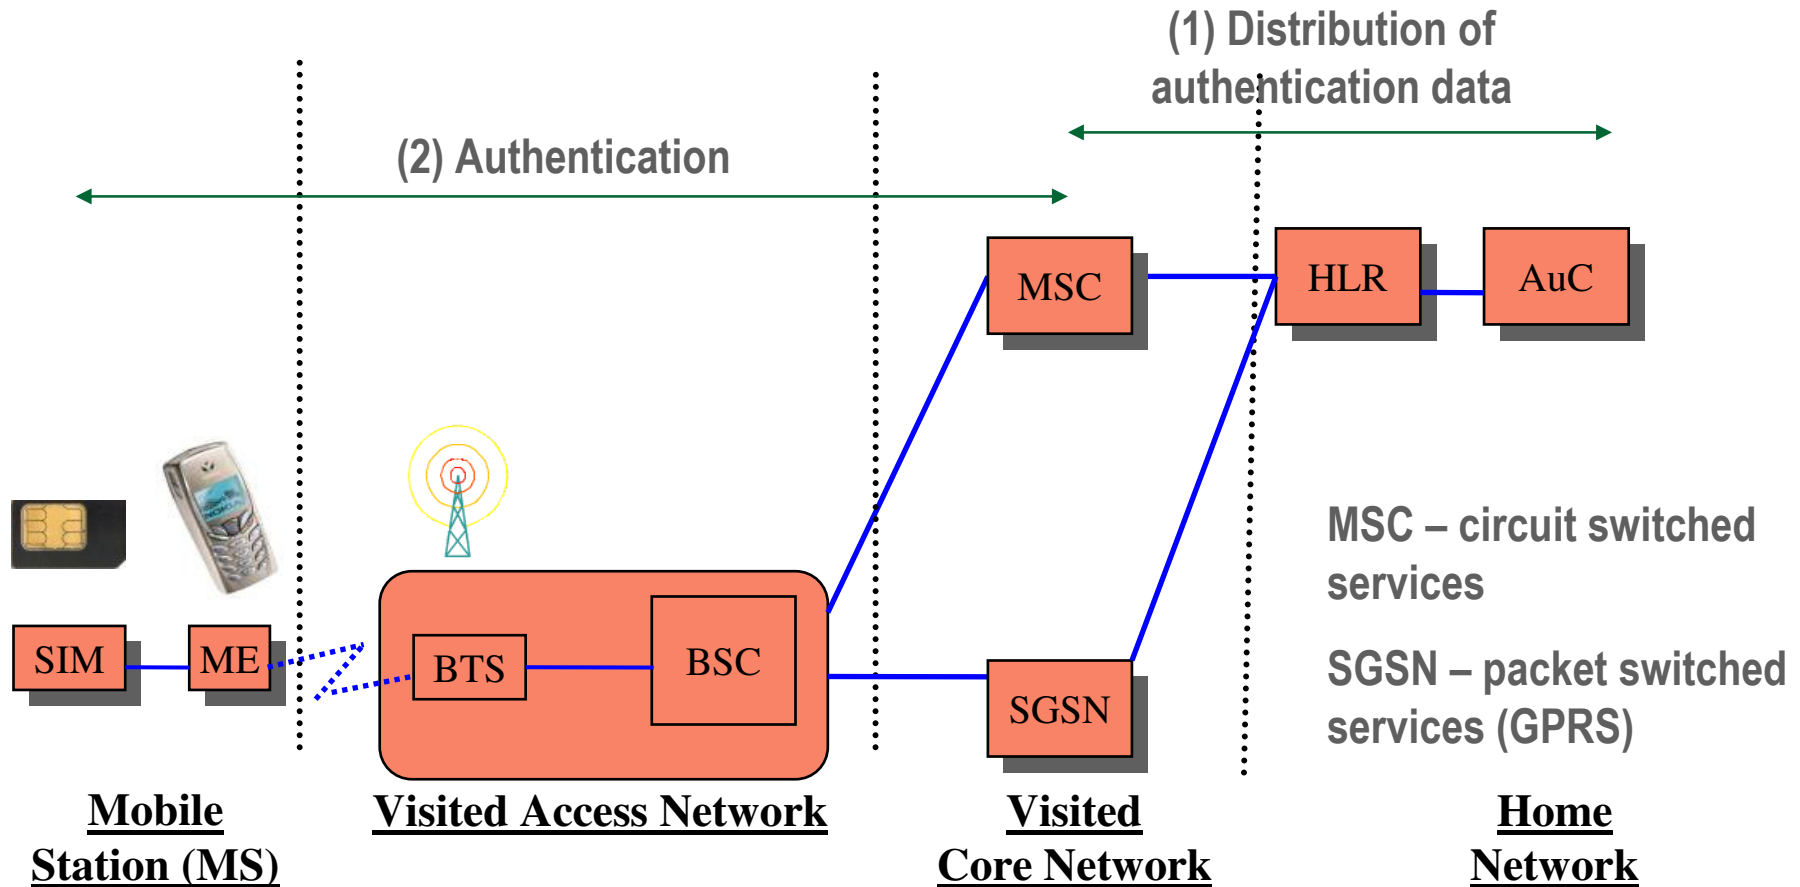 (1) Distribution of
authentication data
(2) Authentication
MSC
HLR
AuC
MSC – circuit switched
services
SIM
ME
BTS
BSC
SGSN
SGSN – packet switched
services (GPRS)
Mobile
Station (MS)
Visited Access Network
Visited
Core Network
Home
Network